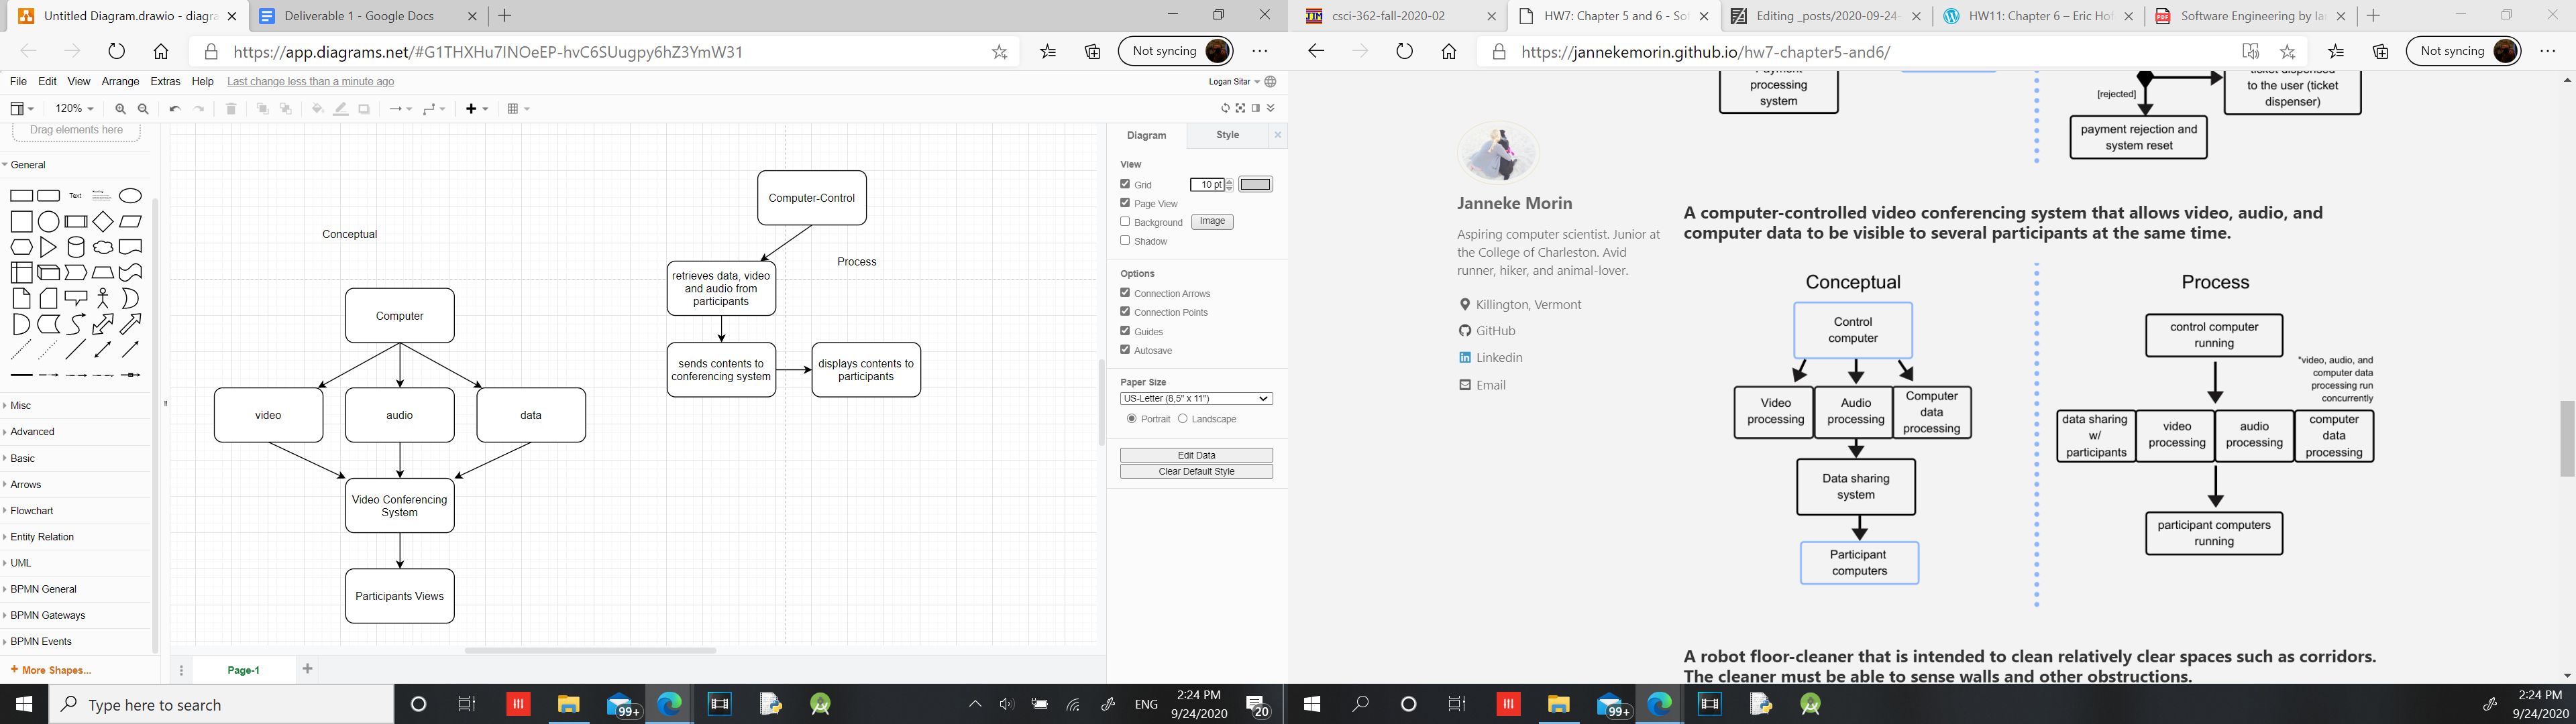 Untitled Diagram.drawio - diagra
Deliverable 1 - Google Docs
https://app.diagrams.net/#G1THXHu7INOeEP-hvC6SUugpy6hZ3YmW31
Not syncing
File Edit View Arrange Extras Help Last change less than a minute ago
Logan Sitar
120%
Drag elements here
General
Text
Misc
Advanced
Basic
Arrows
Flowchart
Entity Relation
UML
BPMN General
BPMN Gateways
BPMN Events
+ More Shapes...
Conceptual
Computer
video
audio
data
Video Conferencing
System
Participants Views
Computer-Control
Process
retrieves data, video
and audio from
participants
sends contents to
conferencing system
displays contents to
participants
Page-1
Diagram
Style
View
Grid
10 pt
Page View
Background
Image
Shadow
Options
Connection Arrows
Connection Points
Guides
Autosave
Paper Size
US-Letter (8,5" x 11")
Portrait
Landscape
Edit Data
Clear Default Style
Type here to search
99+
ENG
2:24 PM
9/24/2020
20
csci-362-fall-2020-02
HW7: Chapter 5 and 6 - Sof
Editing _posts/2020-09-24-
HW11: Chapter 6 – Eric Hof
Software Engineering by Ian
https://jannekemorin.github.io/hw7-chapter5-and6/
Not syncing
Janneke Morin
Aspiring computer scientist. Junior at
the College of Charleston. Avid
runner, hiker, and animal-lover.
Killington, Vermont
GitHub
Linkedin
Email
Payment
processing
system
[rejected]
ticket dispensed
to the user (ticket
dispenser)
payment rejection and
system reset
A computer-controlled video conferencing system that allows video, audio, and
computer data to be visible to several participants at the same time.
Conceptual
Control
computer
Video
processing
Audio
processing
Computer
data
processing
Data sharing
system
Participant
computers
Process
control computer
running
*video, audio, and
computer data
processing run
concurrently
data sharing
w/
participants
video
processing
audio
processing
computer
data
processing
participant computers
running
A robot floor-cleaner that is intended to clean relatively clear spaces such as corridors.
The cleaner must be able to sense walls and other obstructions.
99+
2:24 PM
9/24/2020